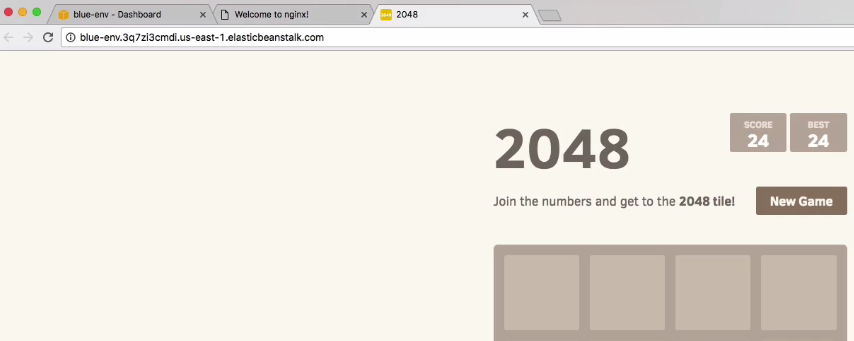 blue-env - Dashboard
Welcome to nginx!
2048
blue-env.3q7zi3cmdi.us-east-1.elasticbeanstalk.com
2048
SCORE
24
BEST
24
Join the numbers and get to the 2048 tile!
New Game